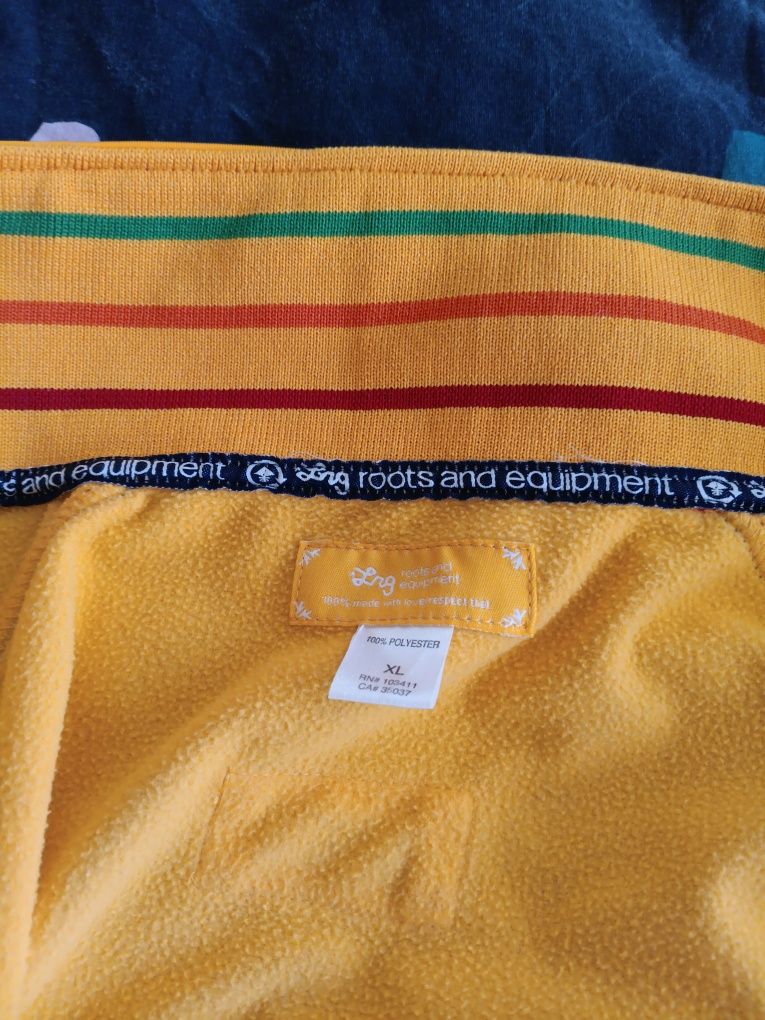 s and equipment Lrg roots and equipment Lrg
Lrg roots and
equipment
100% made with love/respect
100% POLYESTER
XL
RN# 103411
CA# 35037